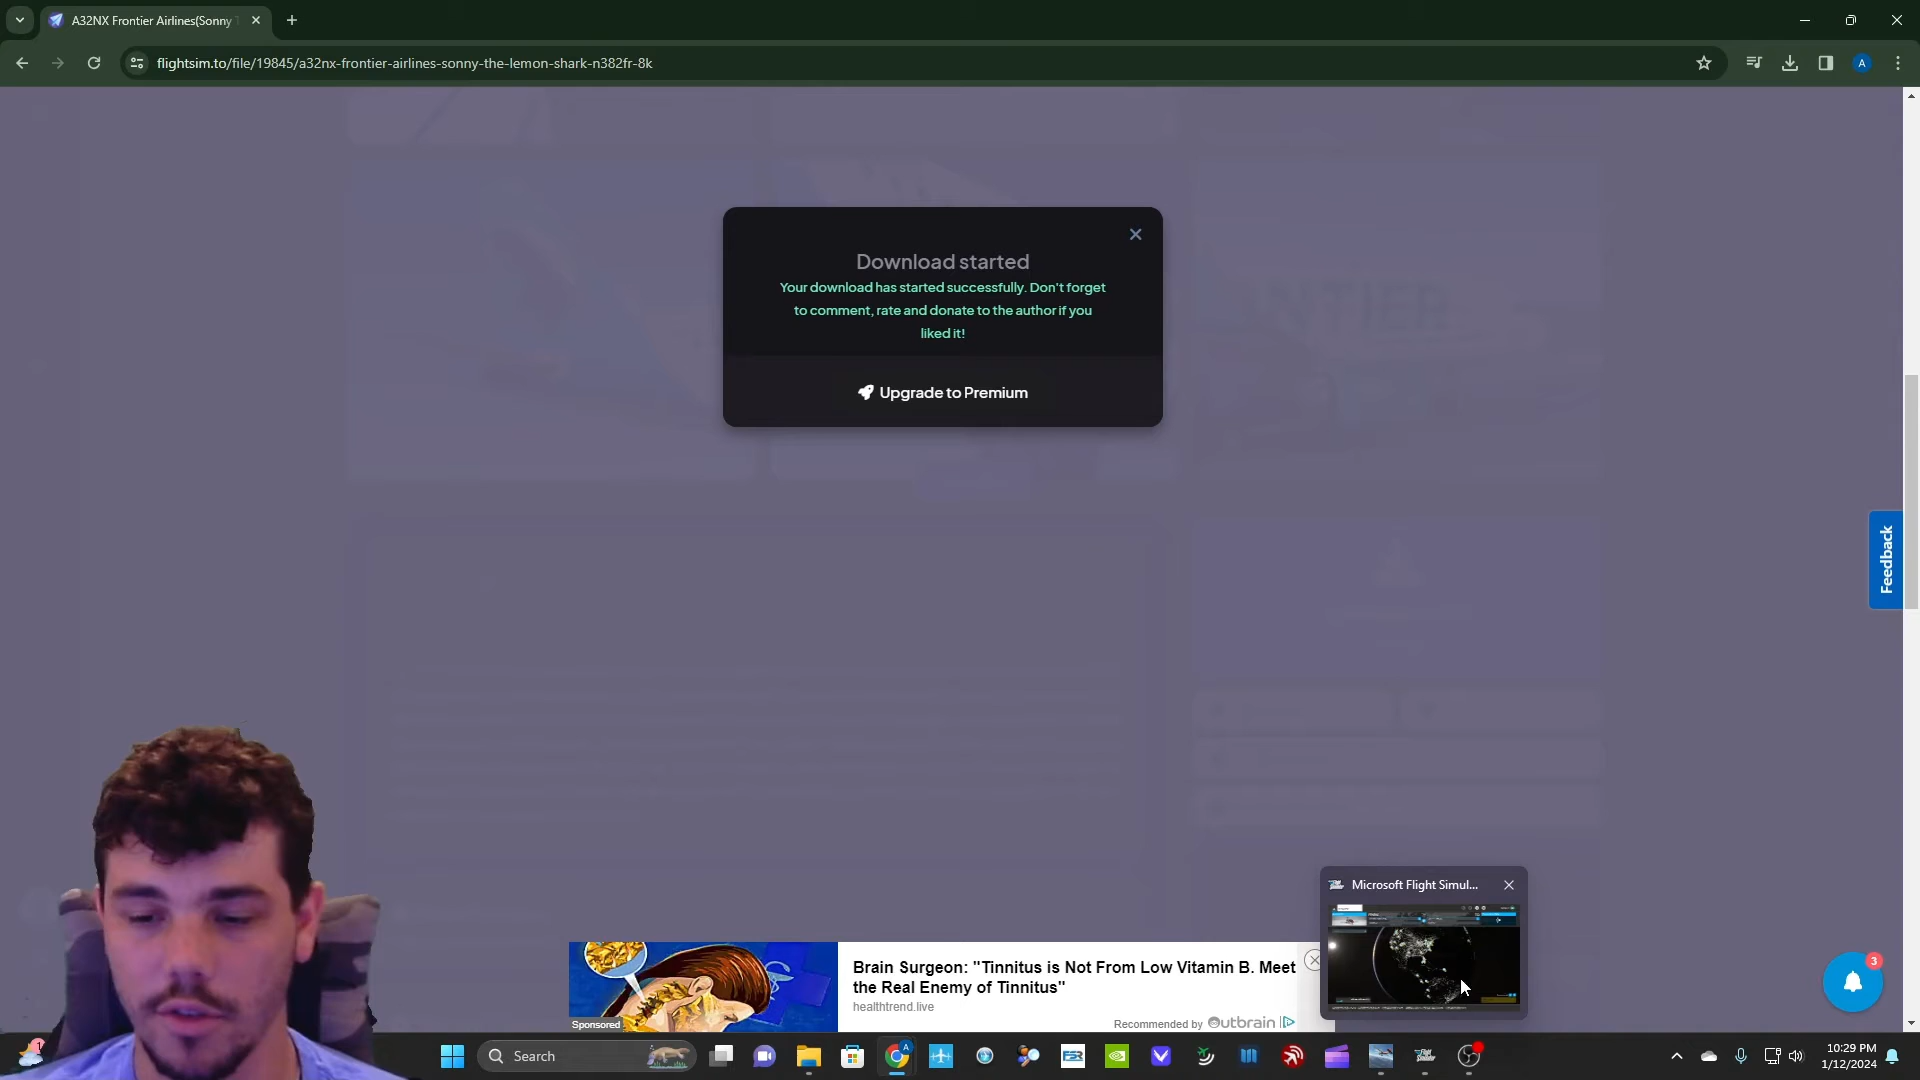 A32NX Frontier Airlines(Sonny
flightsim.to/file/19845/a32nx-frontier-airlines-sonny-the-lemon-shark-n382fr-8k
A
Download started
Your download has started successfully. Don't forget
to comment, rate and donate to the author if you
liked it!
Upgrade to Premium
Feedback
Microsoft Flight Simul...
Brain Surgeon: "Tinnitus is Not From Low Vitamin B. Meet
the Real Enemy of Tinnitus"
healthtrend.live
Sponsored
Recommended by Outbrain
3
1
Search
A
FSR
10:29 PM
1/12/2024